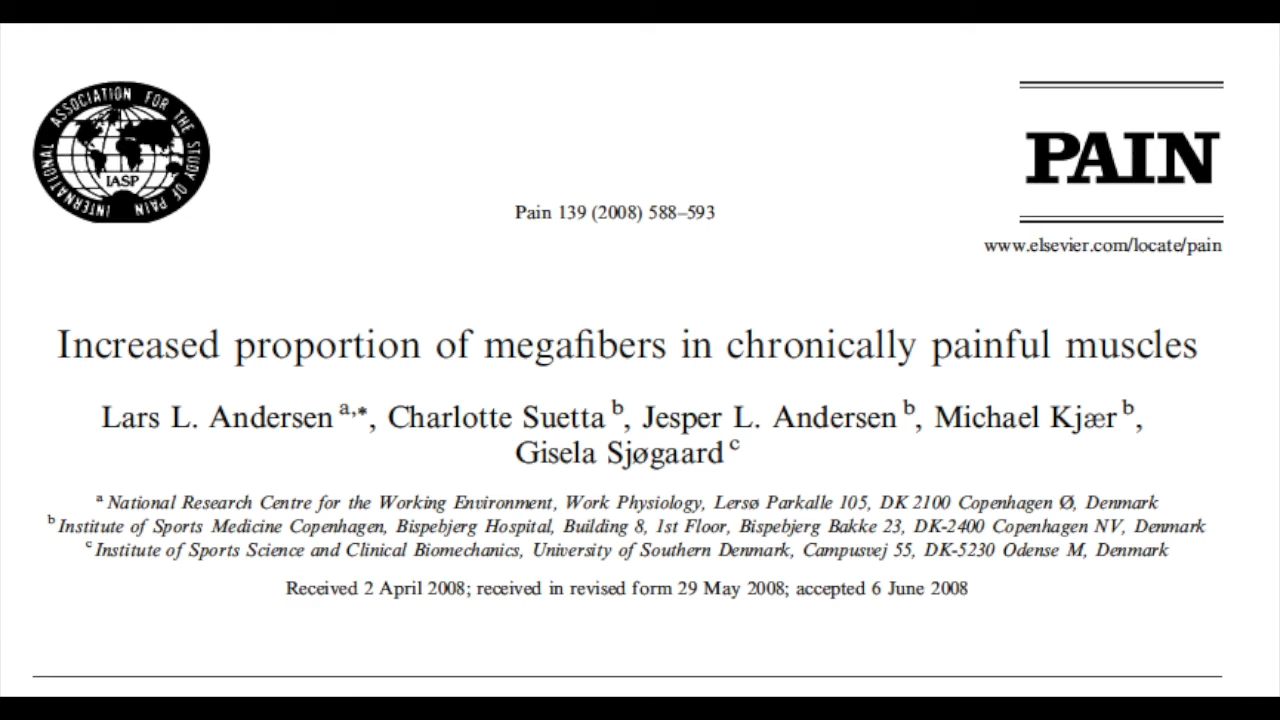 INTERNATIONAL ASSOCIATION FOR THE STUDY OF PAIN
IASP
PAIN
Pain 139 (2008) 588–593
www.elsevier.com/locate/pain
Increased proportion of megafibers in chronically painful muscles
Lars L. Andersen a,*, Charlotte Suetta b, Jesper L. Andersen b, Michael Kjær b,
Gisela Sjøgaard c
a National Research Centre for the Working Environment, Work Physiology, Lersø Parkalle 105, DK 2100 Copenhagen Ø, Denmark
b Institute of Sports Medicine Copenhagen, Bispebjerg Hospital, Building 8, 1st Floor, Bispebjerg Bakke 23, DK-2400 Copenhagen NV, Denmark
c Institute of Sports Science and Clinical Biomechanics, University of Southern Denmark, Campusvej 55, DK-5230 Odense M, Denmark
Received 2 April 2008; received in revised form 29 May 2008; accepted 6 June 2008